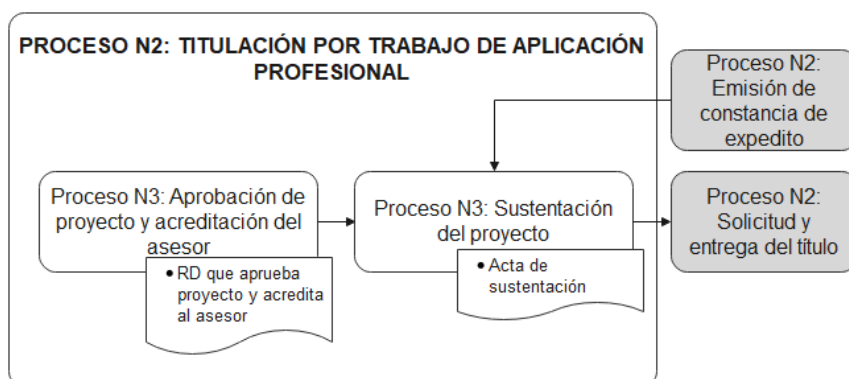 PROCESO N2: TITULACIÓN POR TRABAJO DE APLICACIÓN
PROFESIONAL
Proceso N2:
Emisión de
constancia de
expedito
Proceso N3: Aprobación de
proyecto y acreditación del
asesor
• RD que aprueba
proyecto y acredita
al asesor
Proceso N3: Sustentación
del proyecto
• Acta de
sustentación
Proceso N2:
Solicitud y
entrega del título